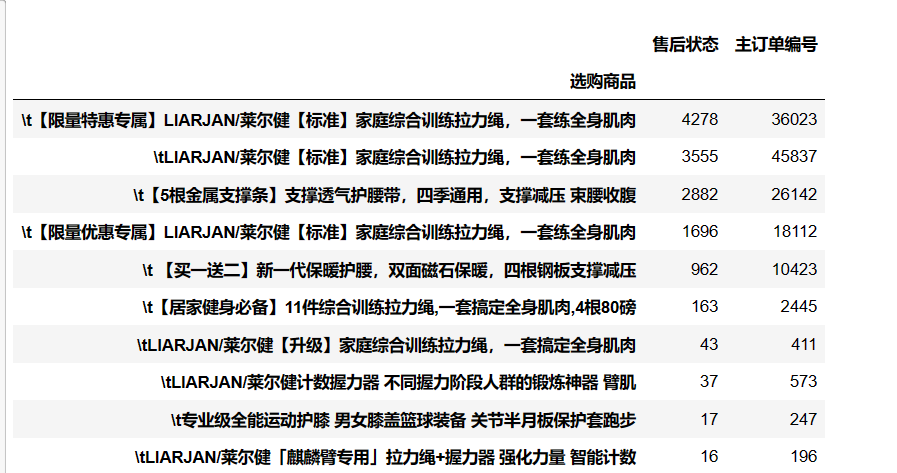 售后状态 主订单编号
选购商品
\t【限量特惠专属】LIARJAN/莱尔健【标准】家庭综合训练拉力绳，一套练全身肌肉 4278 36023
\tLIARJAN/莱尔健【标准】家庭综合训练拉力绳，一套练全身肌肉 3555 45837
\t【5根金属支撑条】支撑透气护腰带，四季通用，支撑减压 束腰收腹 2882 26142
\t【限量优惠专属】LIARJAN/莱尔健【标准】家庭综合训练拉力绳，一套练全身肌肉 1696 18112
\t 【买一送二】新一代保暖护腰，双面磁石保暖，四根钢板支撑减压 962 10423
\t【居家健身必备】11件综合训练拉力绳,一套搞定全身肌肉,4根80磅 163 2445
\tLIARJAN/莱尔健【升级】家庭综合训练拉力绳，一套搞定全身肌肉 43 411
\tLIARJAN/莱尔健计数握力器 不同握力阶段人群的锻炼神器 臂肌 37 573
\t专业级全能运动护膝 男女膝盖篮球装备 关节半月板保护套跑步 17 247
\tLIARJAN/莱尔健「麒麟臂专用」拉力绳+握力器 强化力量 智能计数 16 196